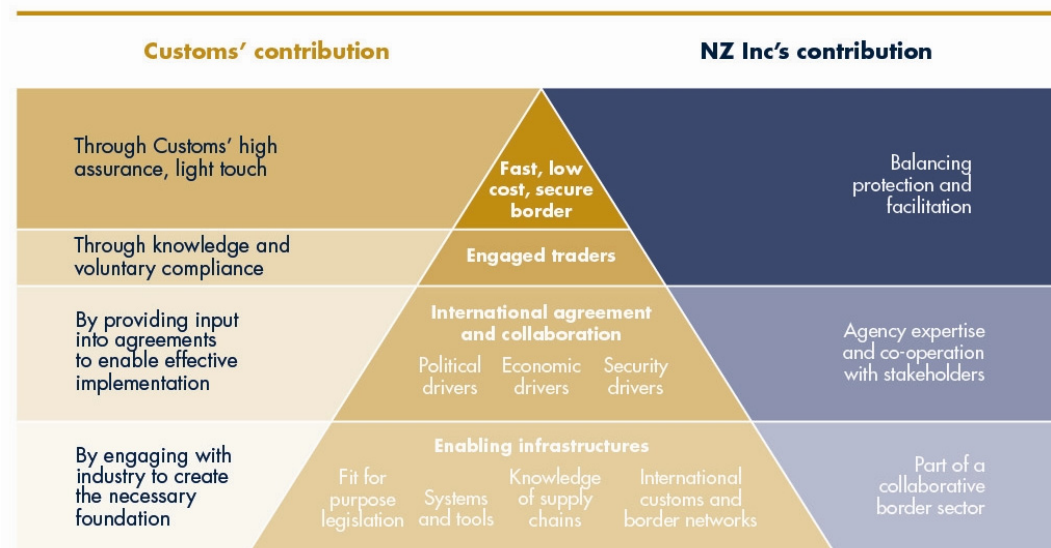 Customs’ contribution
NZ Inc’s contribution
Through Customs’ high
assurance, light touch
Fast, low
cost, secure
border
Balancing
protection and
facilitation
Through knowledge and
voluntary compliance
Engaged traders
By providing input
into agreements
to enable effective
implementation
International agreement
and collaboration
Political
drivers
Economic
drivers
Security
drivers
Agency expertise
and co-operation
with stakeholders
By engaging with
industry to create
the necessary
foundation
Enabling infrastructures
Fit for
purpose
legislation
Systems
and tools
Knowledge
of supply
chains
International
customs and
border networks
Part of a
collaborative
border sector